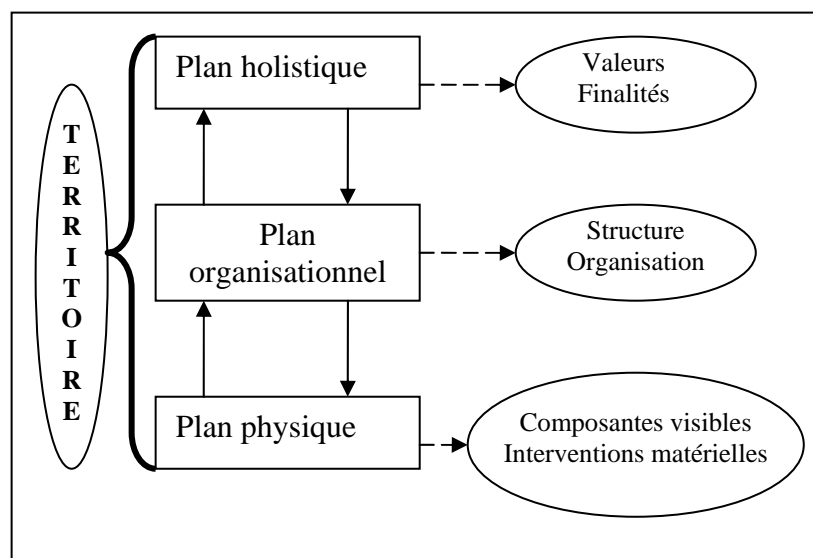 TERRITOIRE
Plan holistique
Valeurs
Finalités
Plan
organisationnel
Structure
Organisation
Plan physique
Composantes visibles
Interventions matérielles